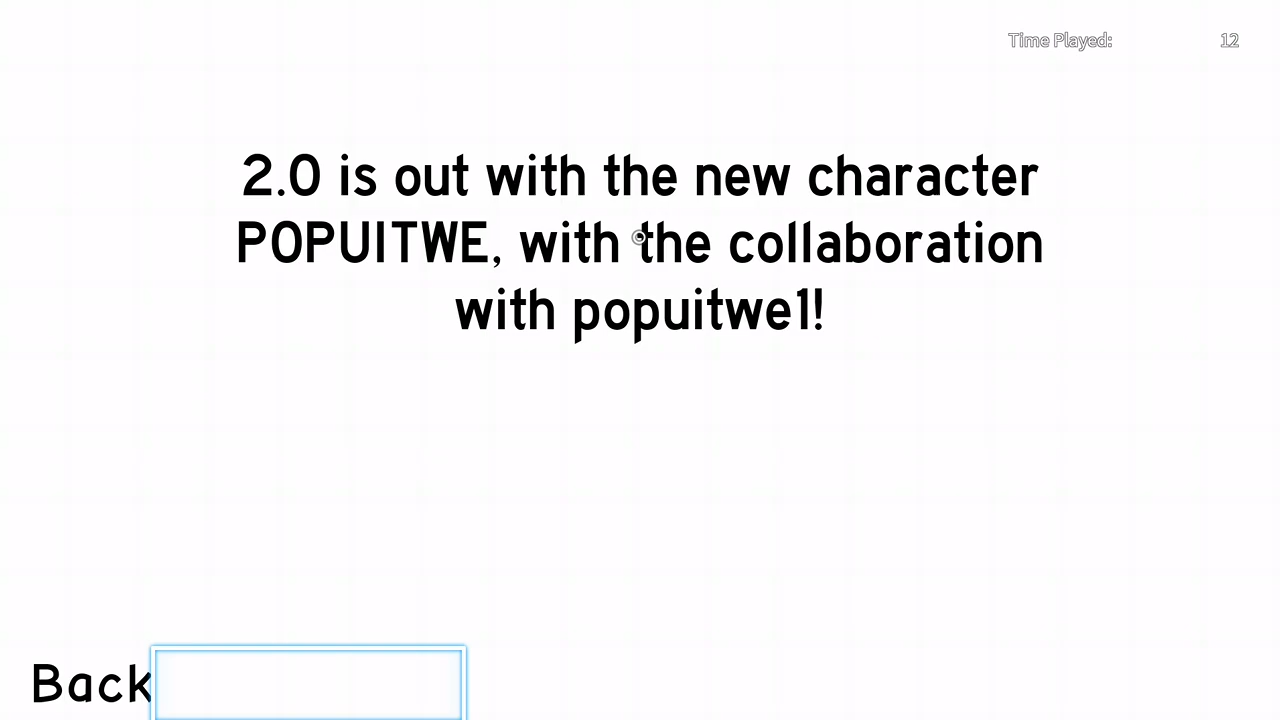 Time Played: 12
2.0 is out with the new character
POPUITWE, with the collaboration
with popuitwe1!
Back